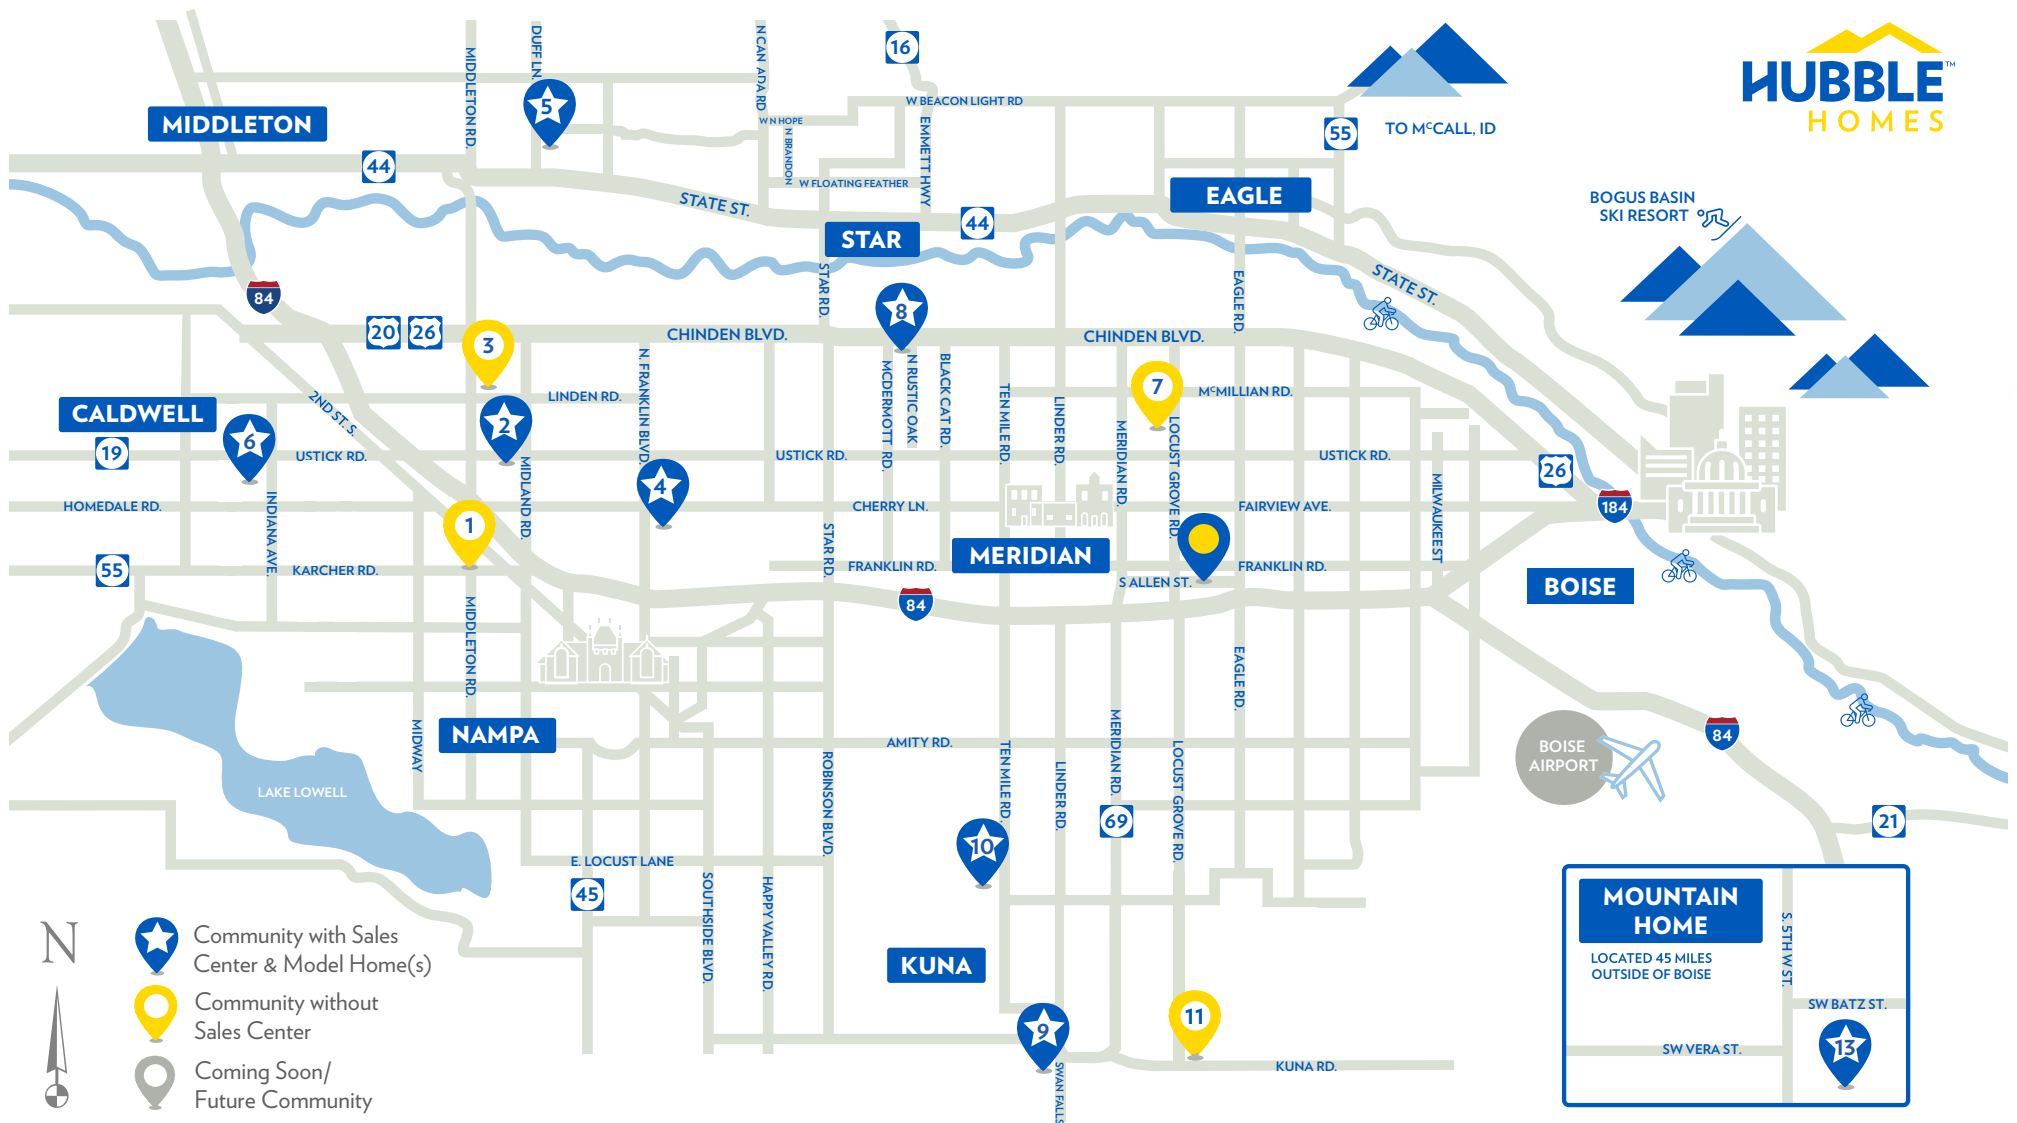 HUBBLE™
HOMES
16
DUFF LN.
N CAN ADA RD
MIDDLETON RD.
5
W BEACON LIGHT RD
MIDDLETON
W N HOPE
N BRANDON
EMMETT HWY
55
TO McCALL, ID
44
W FLOATING FEATHER
STATE ST.
44
EAGLE
BOGUS BASIN
SKI RESORT
STAR
STAR RD.
EAGLE RD.
STATE ST.
84
20
26
3
CHINDEN BLVD.
8
CHINDEN BLVD.
2ND ST. S.
LINDEN RD.
N. FRANKLIN BLVD.
MCDERMOTT RD.
N RUSTIC OAK
BLACK CAT RD.
TEN MILE RD.
LINDER RD.
MERIDIAN RD.
7
LOCUST GROVE RD.
McMILLIAN RD.
CALDWELL
19
6
USTICK RD.
2
MIDLAND RD.
USTICK RD.
USTICK RD.
MILWAUKEE ST
26
4
HOMEDALE RD.
INDIANA AVE.
1
CHERRY LN.
FAIRVIEW AVE.
184
STAR RD.
55
KARCHER RD.
FRANKLIN RD.
MERIDIAN
S ALLEN ST.
FRANKLIN RD.
BOISE
84
MIDDLETON RD.
EAGLE RD.
MIDWAY
NAMPA
AMITY RD.
TEN MILE RD.
LINDER RD.
MERIDIAN RD.
LOCUST GROVE RD.
BOISE
AIRPORT
84
LAKE LOWELL
ROBINSON BLVD.
69
21
10
E. LOCUST LANE
45
SOUTHSIDE BLVD.
HAPPY VALLEY RD.
KUNA
9
11
SWAN FALLS
KUNA RD.
MOUNTAIN
HOME
LOCATED 45 MILES
OUTSIDE OF BOISE
S. 5TH W ST.
SW BATZ ST.
SW VERA ST.
13
N
Community with Sales
Center & Model Home(s)
Community without
Sales Center
Coming Soon/
Future Community